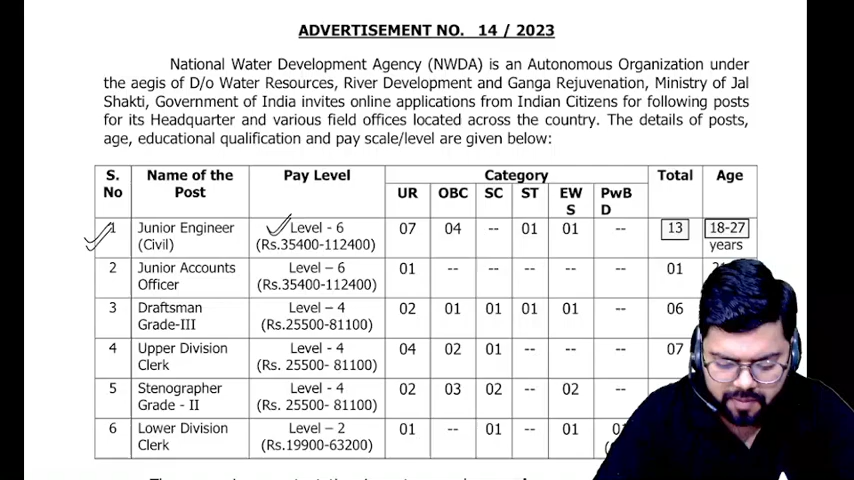 ADVERTISEMENT NO. 14 / 2023
National Water Development Agency (NWDA) is an Autonomous Organization under
the aegis of D/o Water Resources, River Development and Ganga Rejuvenation, Ministry of Jal
Shakti, Government of India invites online applications from Indian Citizens for following posts
for its Headquarter and various field offices located across the country. The details of posts,
age, educational qualification and pay scale/level are given below:
S. No Name of the Post Pay Level Category Total Age
UR OBC SC ST EW S PwB D
1 Junior Engineer Level - 6 07 04 -- 01 01 -- 13 18-27
(Civil) (Rs.35400-112400) years
2 Junior Accounts Level – 6 01 -- -- -- -- -- 01
Officer (Rs.35400-112400)
3 Draftsman Level – 4 02 01 01 01 01 -- 06
Grade-III (Rs.25500-81100)
4 Upper Division Level - 4 04 02 01 -- -- -- 07
Clerk (Rs. 25500- 81100)
5 Stenographer Level - 4 02 03 02 -- 02 --
Grade - II (Rs. 25500- 81100)
6 Lower Division Level – 2 01 -- 01 -- 01
Clerk (Rs.19900-63200)